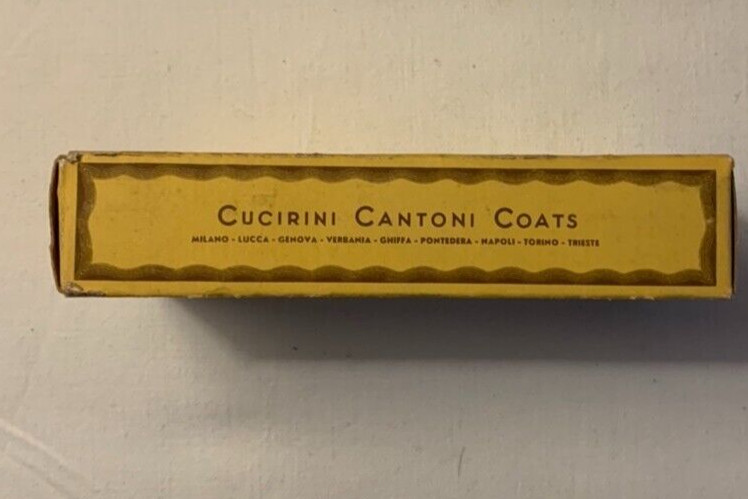 CUCIRINI CANTONI COATS
MILANO - LUCCA - GENOVA - VERBANIA - GHIFFA - PONTEDERA - NAPOLI - TORINO - TRIESTE